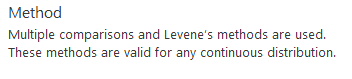 Method
Multiple comparisons and Levene's methods are used.
These methods are valid for any continuous distribution.